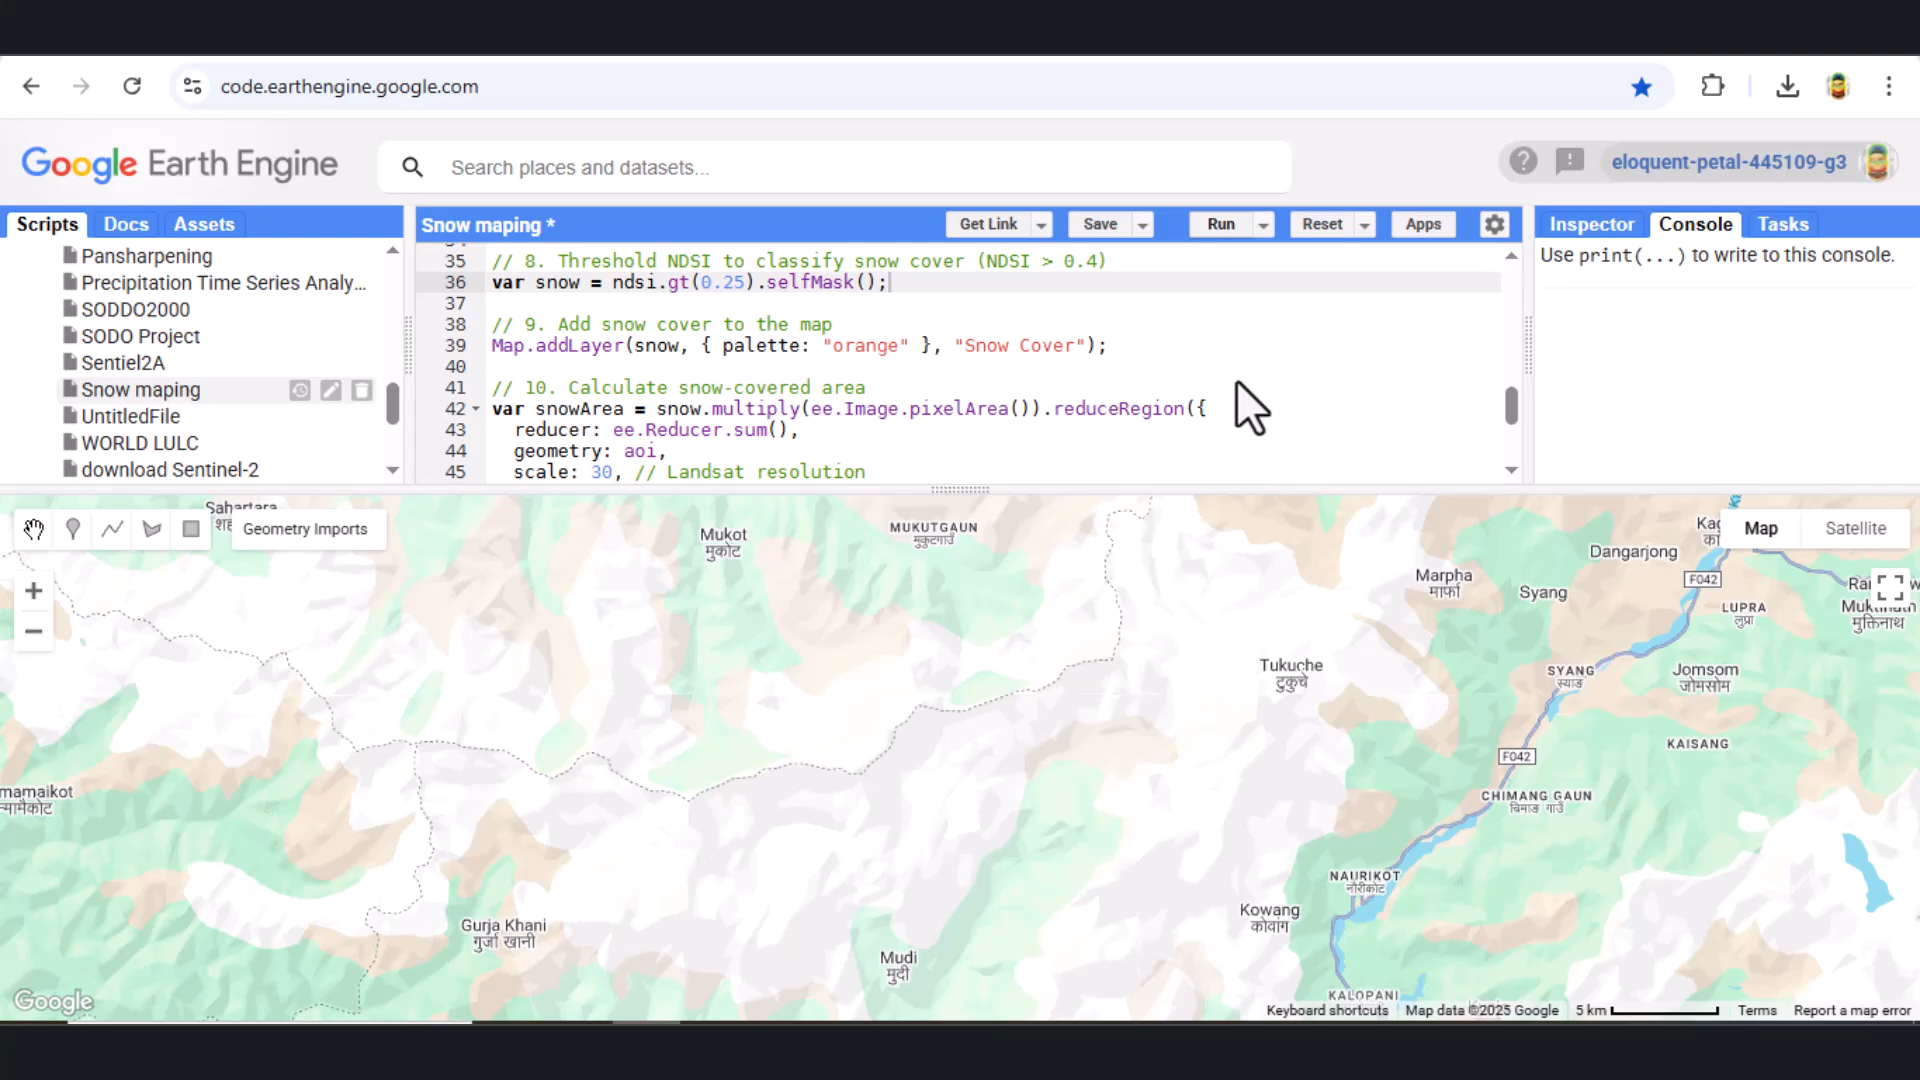 code.earthengine.google.com
Google Earth Engine
Search places and datasets...
eloquent-petal-445109-g3
Scripts
Docs
Assets
Pansharpening
Precipitation Time Series Analy...
SODDO2000
SODO Project
Sentiel2A
Snow maping
UntitledFile
WORLD LULC
download Sentinel-2
Snow maping *
Get Link
Save
Run
Reset
Apps
35 // 8. Threshold NDSI to classify snow cover (NDSI > 0.4)
36 var snow = ndsi.gt(0.25).selfMask();
37
38 // 9. Add snow cover to the map
39 Map.addLayer(snow, { palette: "orange" }, "Snow Cover");
40
41 // 10. Calculate snow-covered area
42 var snowArea = snow.multiply(ee.Image.pixelArea()).reduceRegion({
43 reducer: ee.Reducer.sum(),
44 geometry: aoi,
45 scale: 30, // Landsat resolution
Inspector
Console
Tasks
Use print(...) to write to this console.
Geometry Imports
Map
Satellite
Sahartara
Mukot
मुकोट
MUKUTGAUN
मुकुटगाउँ
Dangarjong
Marpha
मार्फा
Syang
F042
LUPRA
लुप्रा
मुक्तिनाथ
Tukuche
टुकुचे
SYANG
स्याङ
Jomsom
जोमसोम
KAISANG
F042
CHIMANG GAUN
चिमाङ गाउँ
NAURIKOT
नौरीकोट
Kowang
कोवांग
Gurja Khani
गुर्जा खानी
Mudi
मुदी
KALOPANI
Google
Keyboard shortcuts
Map data ©2025 Google
5 km
Terms
Report a map error